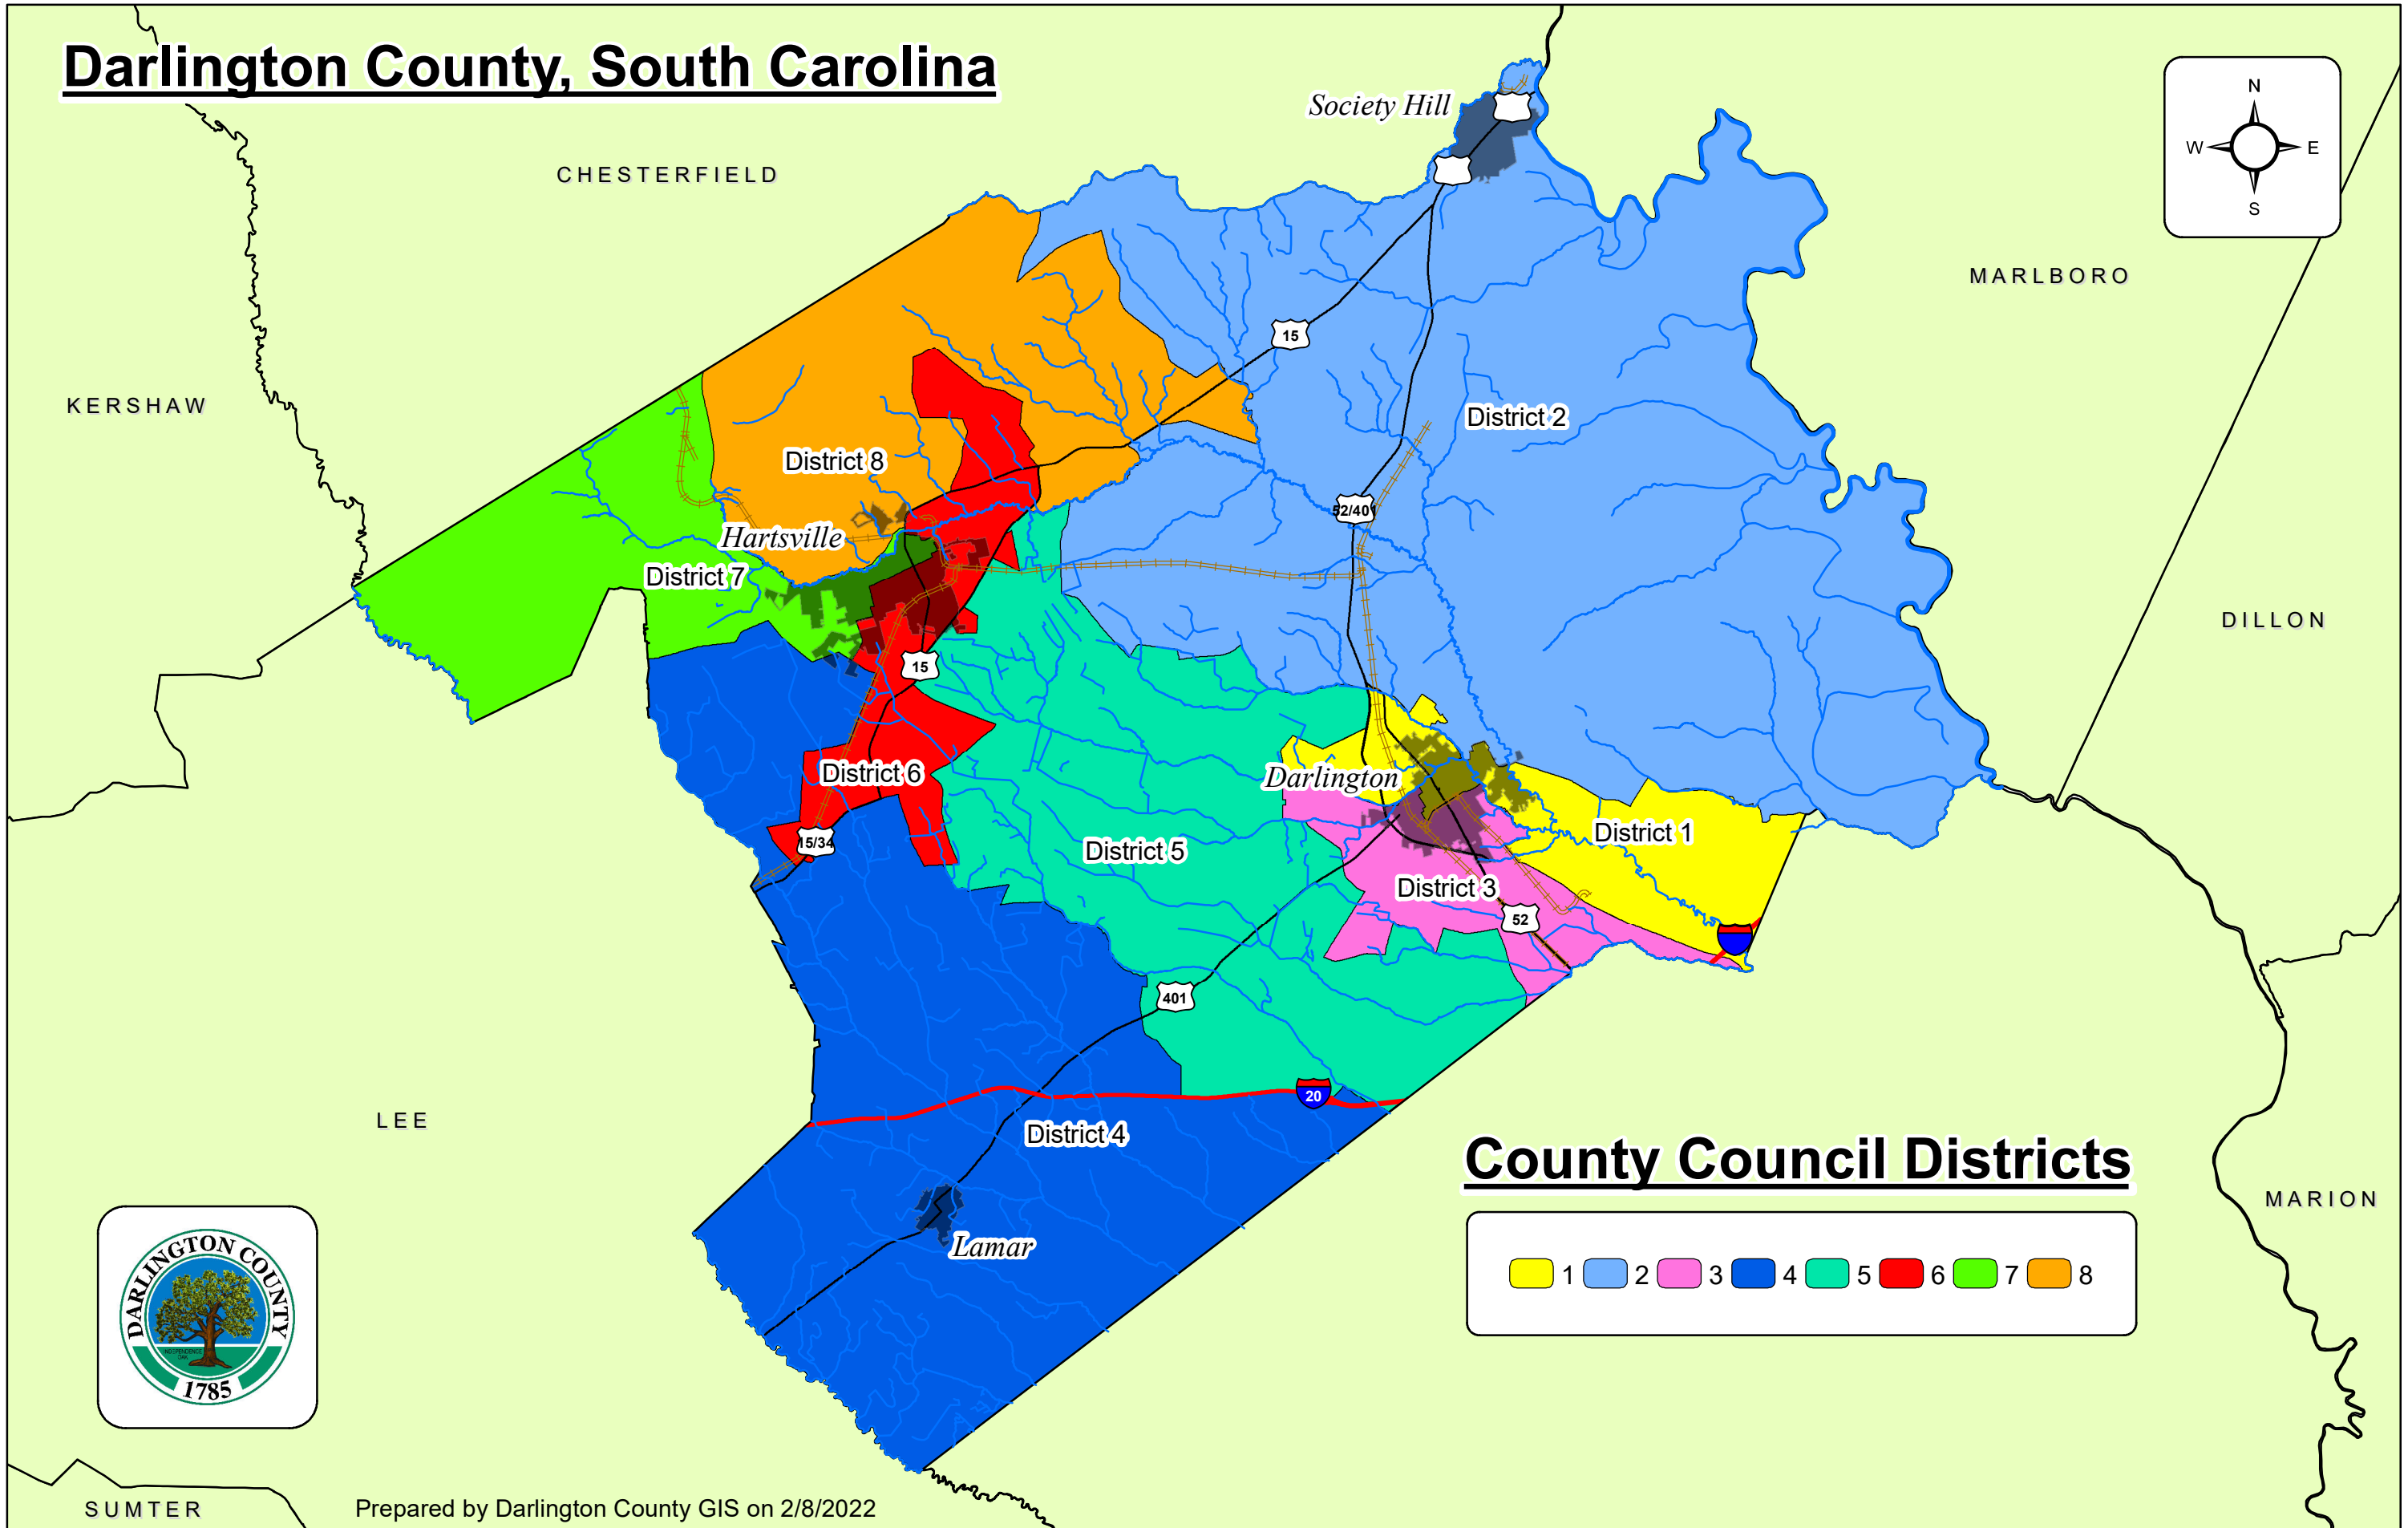 Darlington County, South Carolina
Society Hill
N
W
E
S
CHESTERFIELD
MARLBORO
15
KERSHAW
District 2
District 8
52/401
Hartsville
District 7
DILLON
15
District 6
Darlington
District 1
15/34
District 5
District 3
52
401
20
LEE
District 4
County Council Districts
MARION
Lamar
1 2 3 4 5 6 7 8
DARLINGTON COUNTY
INDEPENDENCE
OAK
1785
SUMTER
Prepared by Darlington County GIS on 2/8/2022